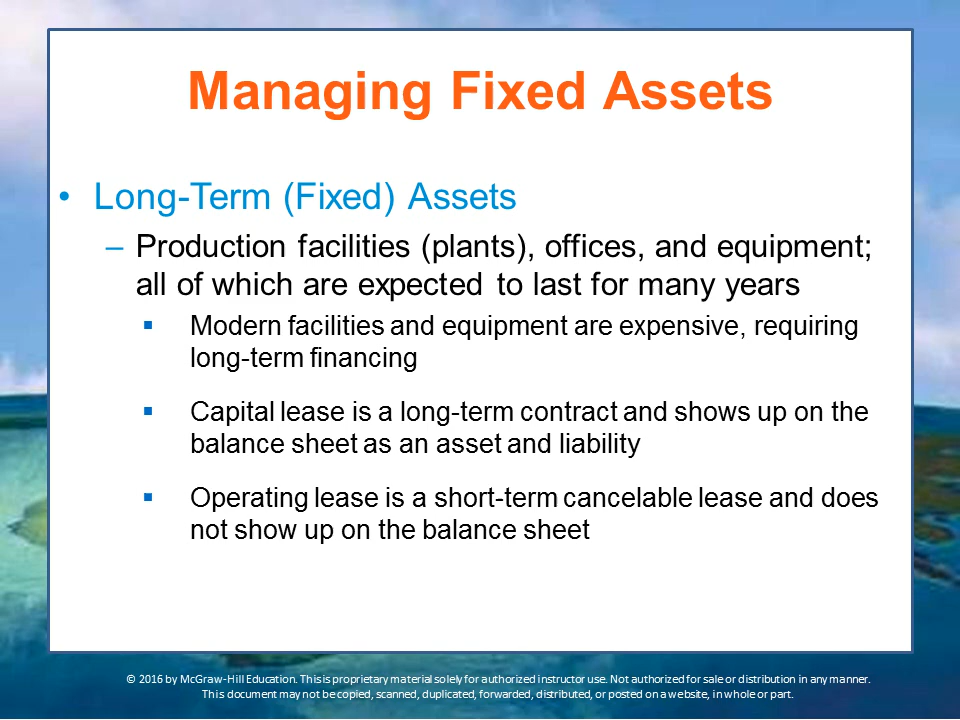 Managing Fixed Assets
• Long-Term (Fixed) Assets
– Production facilities (plants), offices, and equipment;
all of which are expected to last for many years
▪ Modern facilities and equipment are expensive, requiring
long-term financing
▪ Capital lease is a long-term contract and shows up on the
balance sheet as an asset and liability
▪ Operating lease is a short-term cancelable lease and does
not show up on the balance sheet
© 2016 by McGraw-Hill Education. This is proprietary material solely for authorized instructor use. Not authorized for sale or distribution in any manner.
This document may not be copied, scanned, duplicated, forwarded, distributed, or posted on a website, in whole or part.